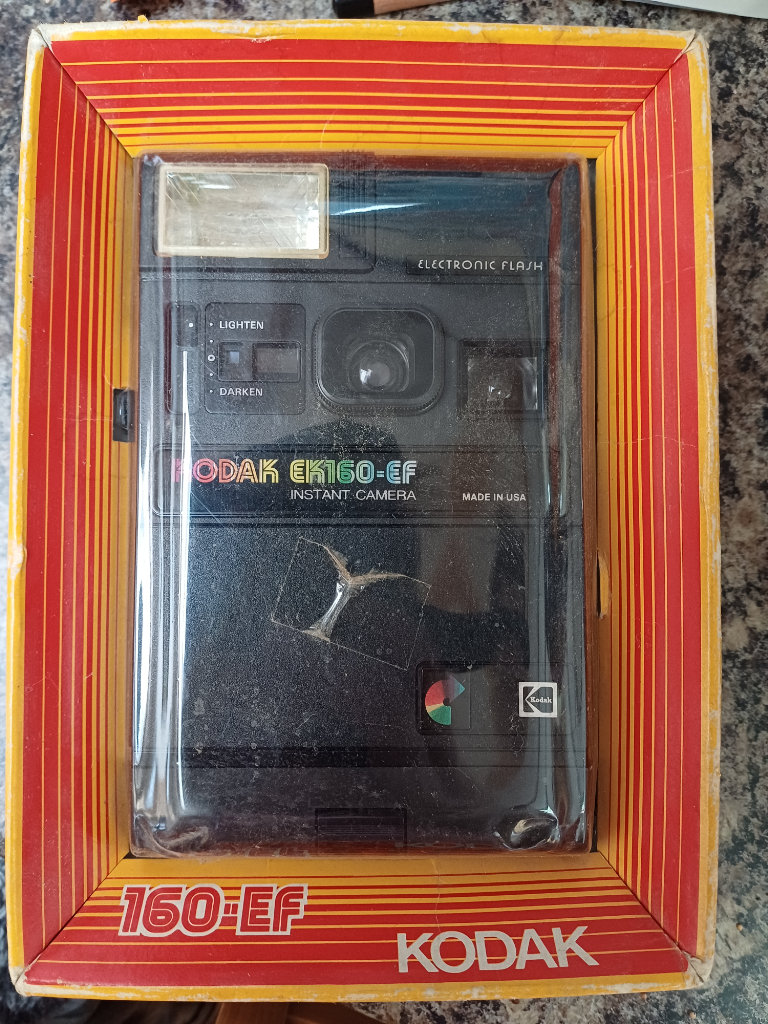 ELECTRONIC FLASH
LIGHTEN
DARKEN
KODAK EK160-EF
INSTANT CAMERA
MADE IN USA
Kodak
160-EF
KODAK